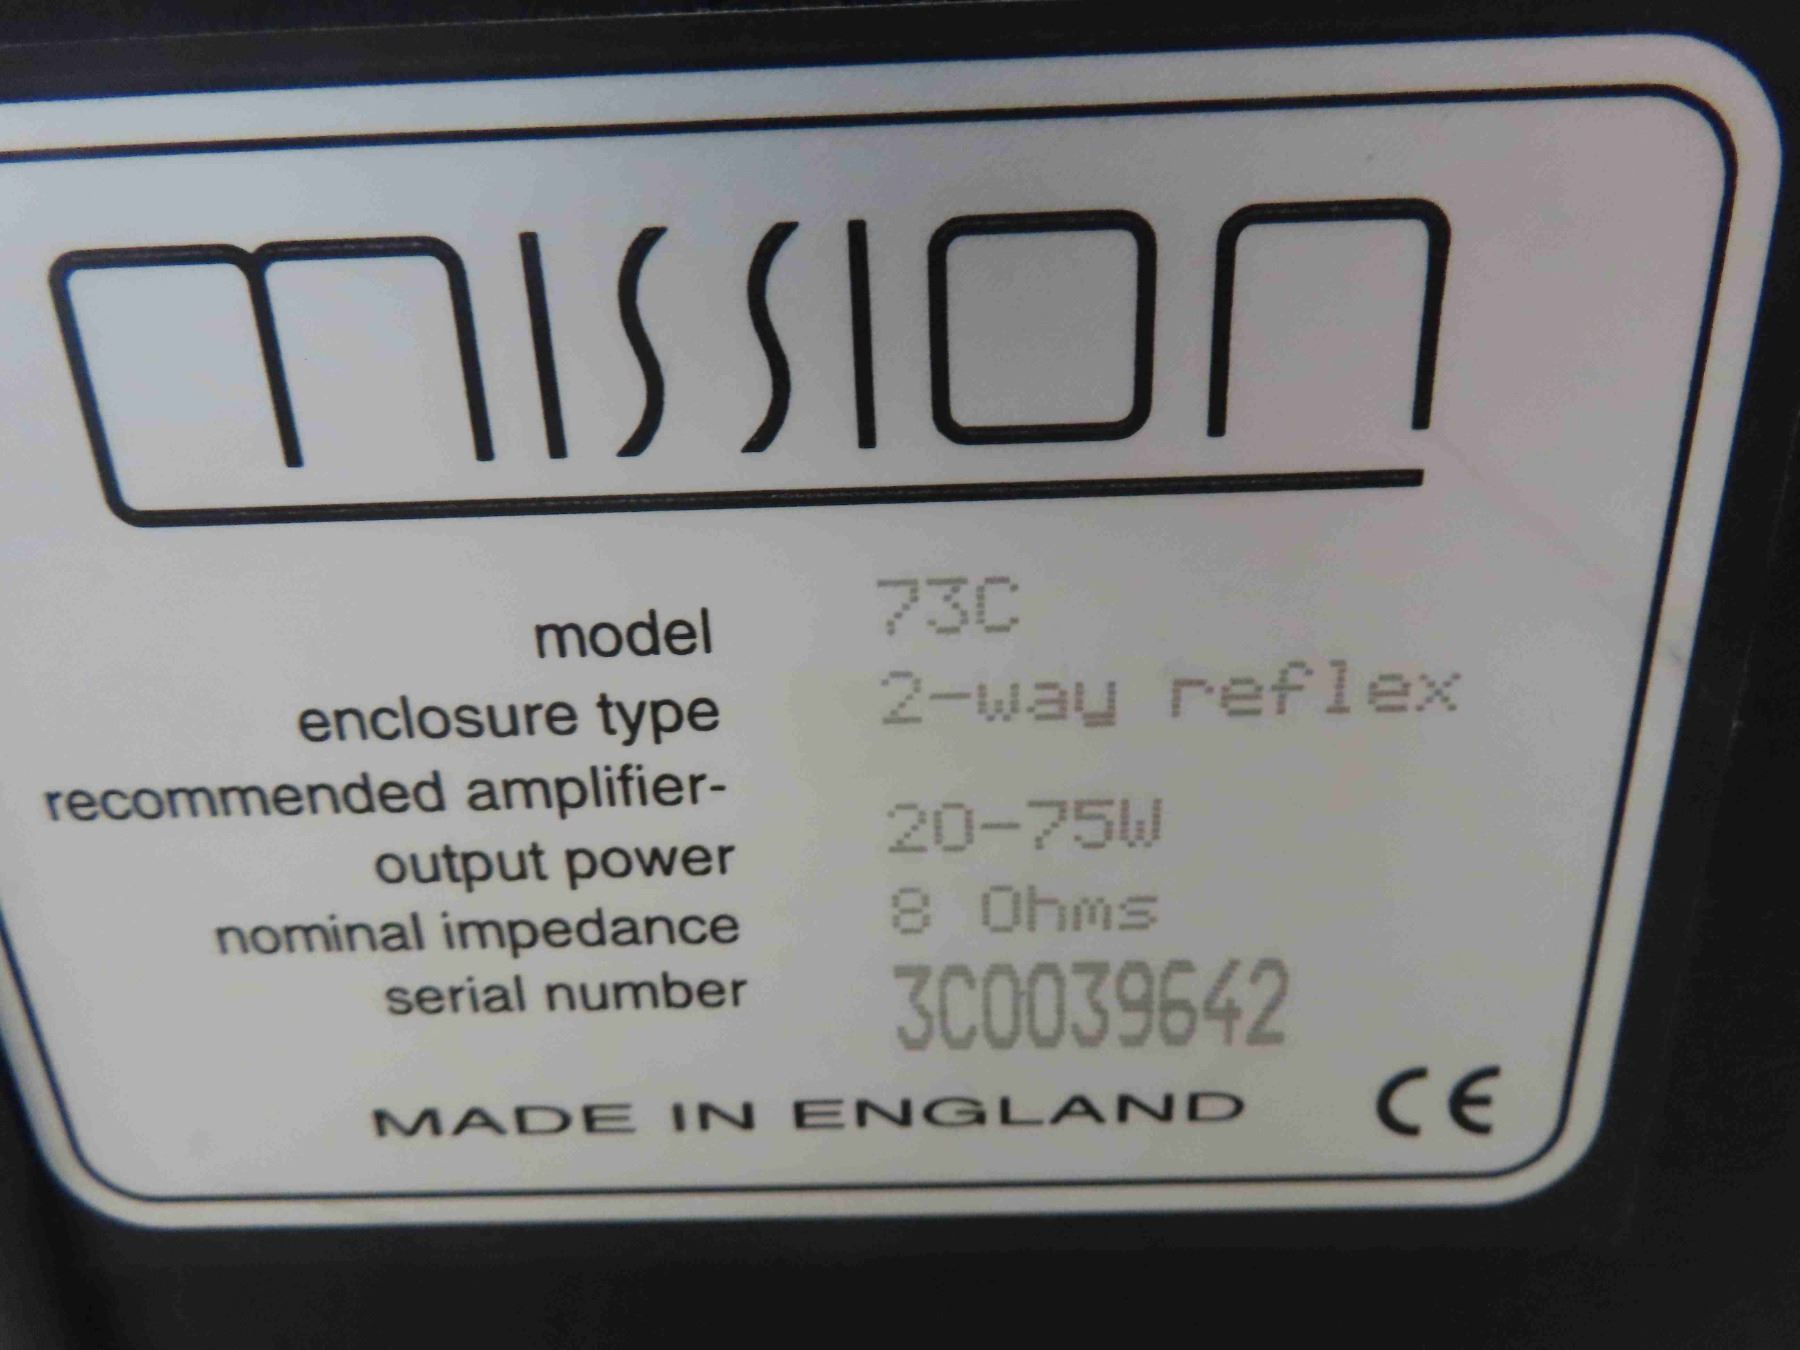 mission
model 73C
enclosure type 2-way reflex
recommended amplifier-
output power 20-75W
nominal impedance 8 Ohms
serial number 3C0039642
MADE IN ENGLAND CE